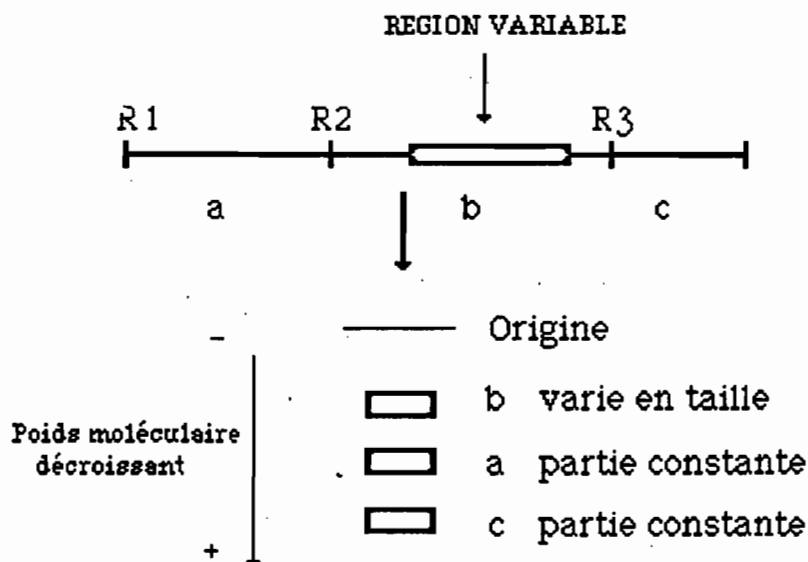 REGION VARIABLE
R1 R2 R3
a b c
- Origine
b varie en taille
Poids moléculaire
décroissant
a partie constante
c partie constante
+